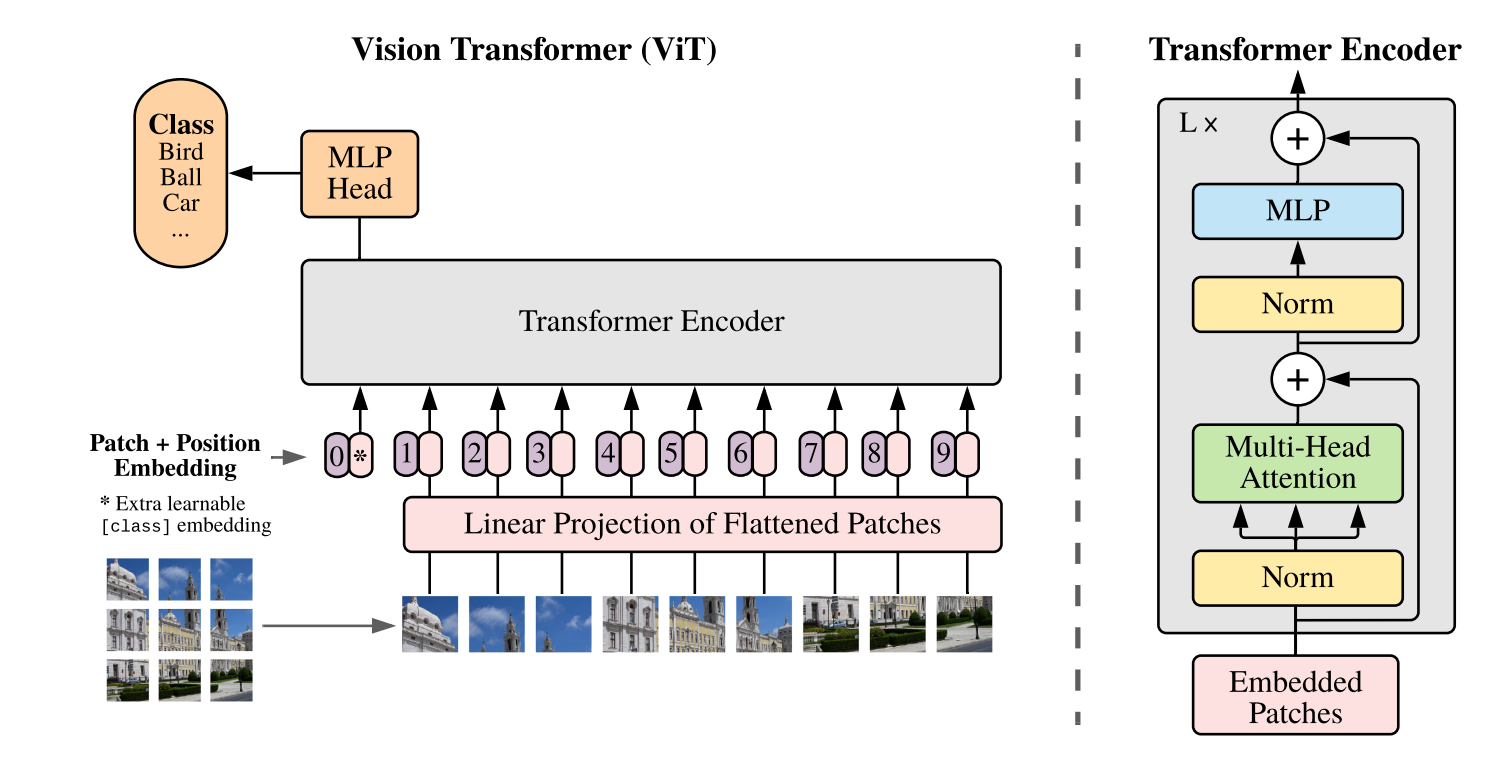 Vision Transformer (ViT)
Class
Bird
Ball
Car
...
MLP
Head
Transformer Encoder
Patch + Position
Embedding
0 * 1 2 3 4 5 6 7 8 9
* Extra learnable
[class] embedding
Linear Projection of Flattened Patches
Transformer Encoder
L ×
+
MLP
Norm
+
Multi-Head
Attention
Norm
Embedded
Patches